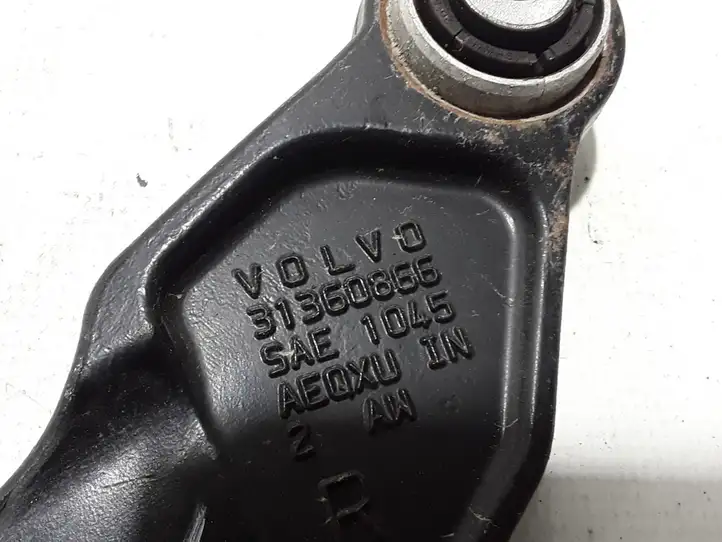 VOLVO
31360866
SAE 1045
AEQXU IN
2 AW
R